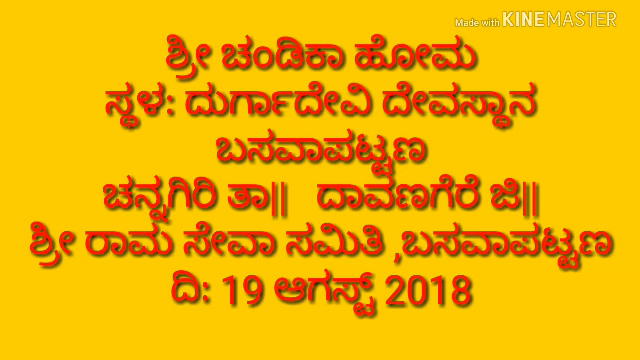 Made with KINEMASTER
ಶ್ರೀ ಚಂಡಿಕಾ ಹೋಮ
ಸ್ಥಳ: ದುರ್ಗಾದೇವಿ ದೇವಸ್ಥಾನ
ಬಸವಾಪಟ್ಟಣ
ಚನ್ನಗಿರಿ ತಾ|| ದಾವಣಗೆರೆ ಜಿ||
ಶ್ರೀ ರಾಮ ಸೇವಾ ಸಮಿತಿ ,ಬಸವಾಪಟ್ಟಣ
ದಿ: 19 ಆಗಸ್ಟ್ 2018